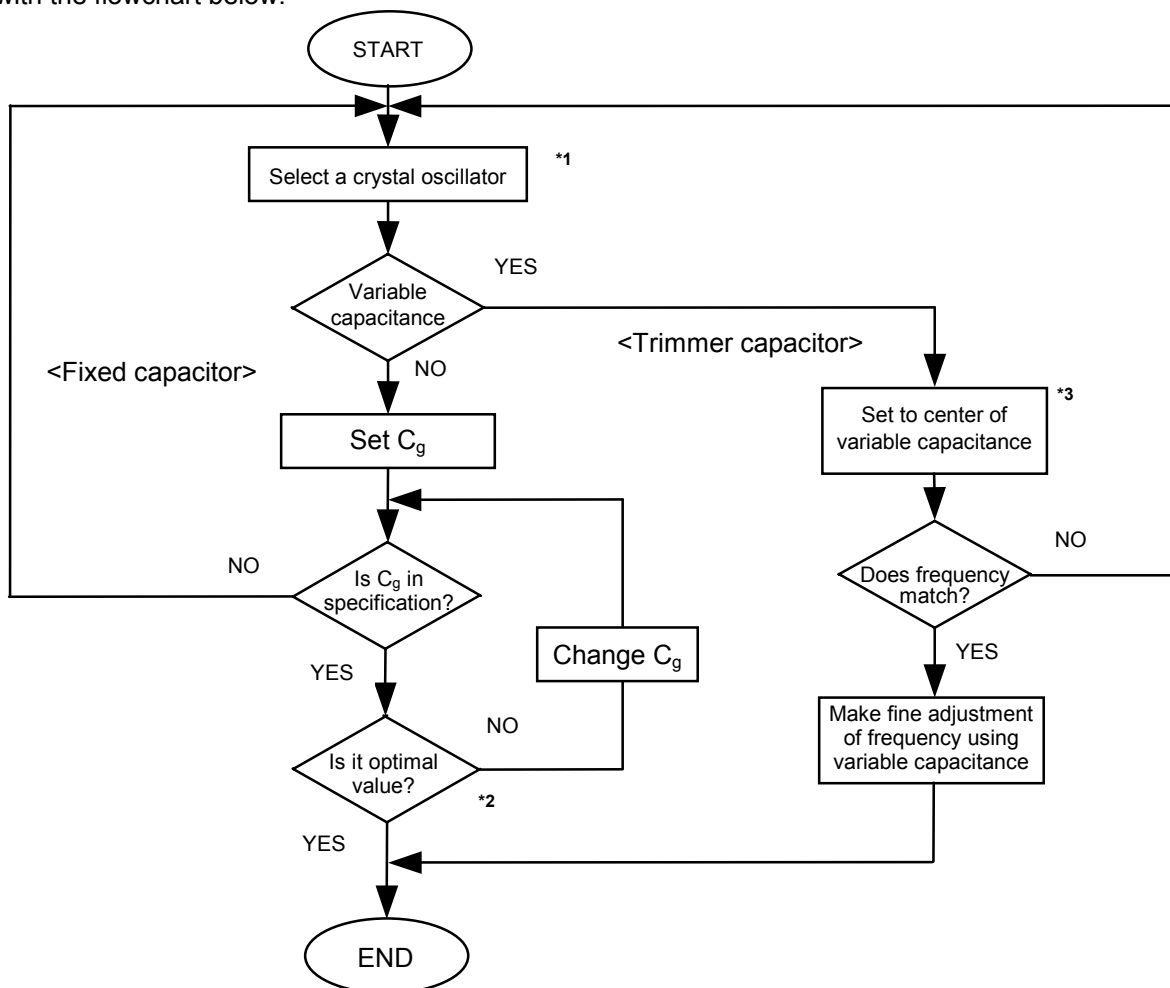 with the flowchart below.
START
Select a crystal oscillator
*1
Variable
capacitance
YES
<Trimmer capacitor>
<Fixed capacitor>
NO
Set Cg
*3
Set to center of
variable capacitance
NO
Is Cg in
specification?
YES
Change Cg
Does frequency
match?
NO
YES
Is it optimal
value?
NO
*2
YES
Make fine adjustment
of frequency using
variable capacitance
END